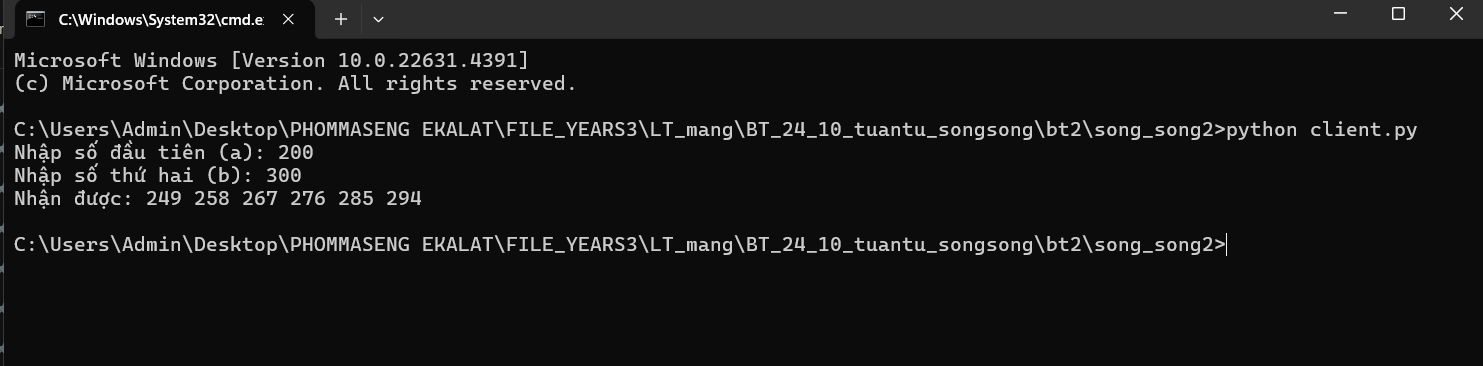 C:\Windows\System32\cmd.e
Microsoft Windows [Version 10.0.22631.4391]
(c) Microsoft Corporation. All rights reserved.
C:\Users\Admin\Desktop\PHOMMASENG EKALAT\FILE_YEARS3\LT_mang\BT_24_10_tuantu_songsong\bt2\song_song2>python client.py
Nhập số đầu tiên (a): 200
Nhập số thứ hai (b): 300
Nhận được: 249 258 267 276 285 294
C:\Users\Admin\Desktop\PHOMMASENG EKALAT\FILE_YEARS3\LT_mang\BT_24_10_tuantu_songsong\bt2\song_song2>